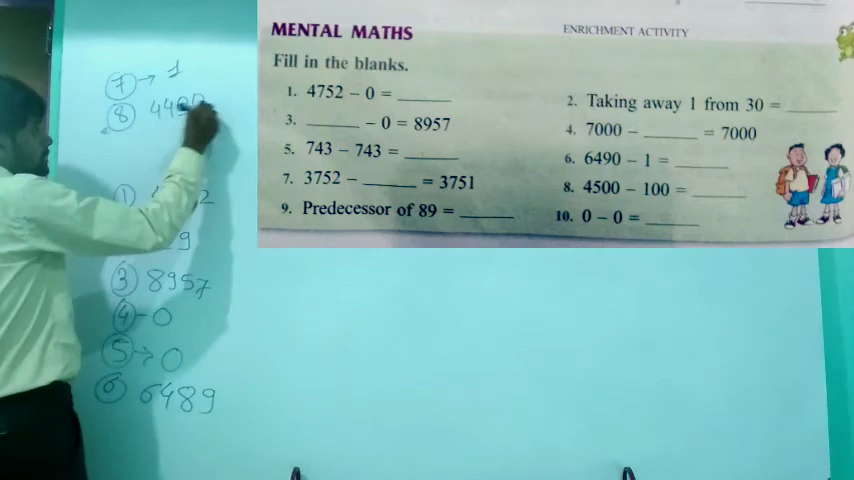 MENTAL MATHS
ENRICHMENT ACTIVITY
Fill in the blanks.
1. 4752 – 0 = ______
2. Taking away 1 from 30 = ______
3. ______ – 0 = 8957
4. 7000 – ______ = 7000
5. 743 – 743 = ______
6. 6490 – 1 = ______
7. 3752 – ______ = 3751
8. 4500 – 100 = ______
9. Predecessor of 89 = ______
10. 0 – 0 = ______
7 → 1
8
1
3 8957
4 – 0
5 → 0
6 6489